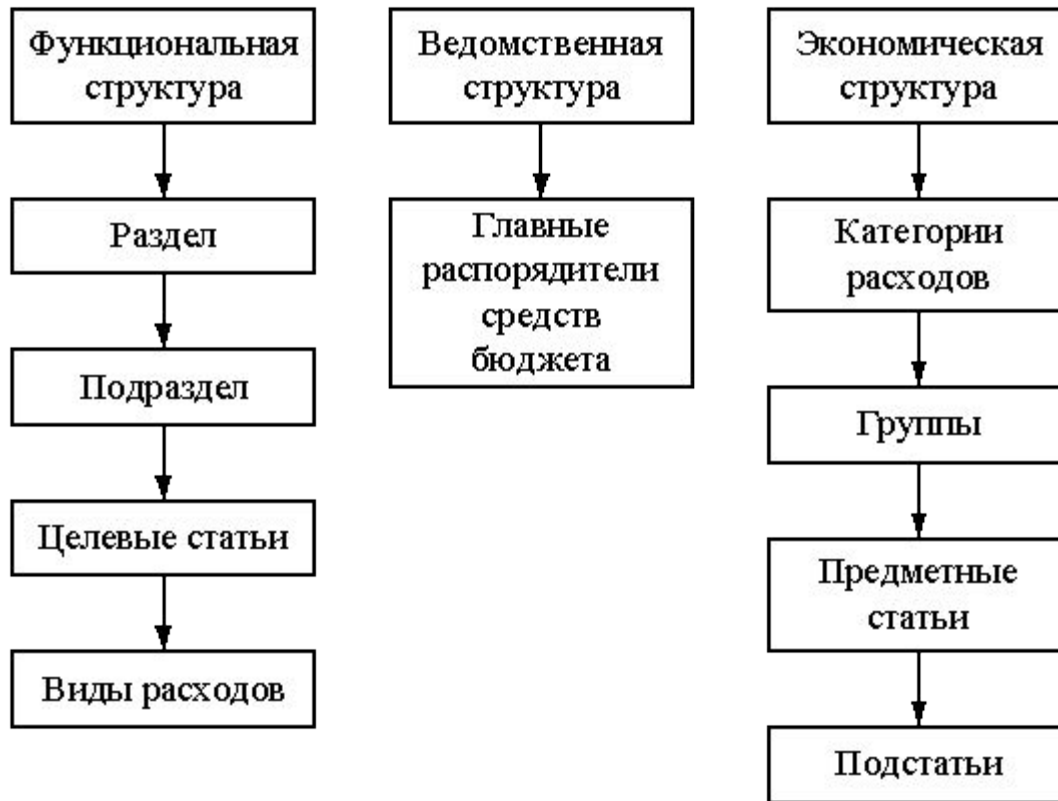 Функциональная
структура
Раздел
Подраздел
Целевые статьи
Виды расходов
Ведомственная
структура
Главные
распорядители
средств
бюджета
Экономическая
структура
Категории
расходов
Группы
Предметные
статьи
Подстатьи